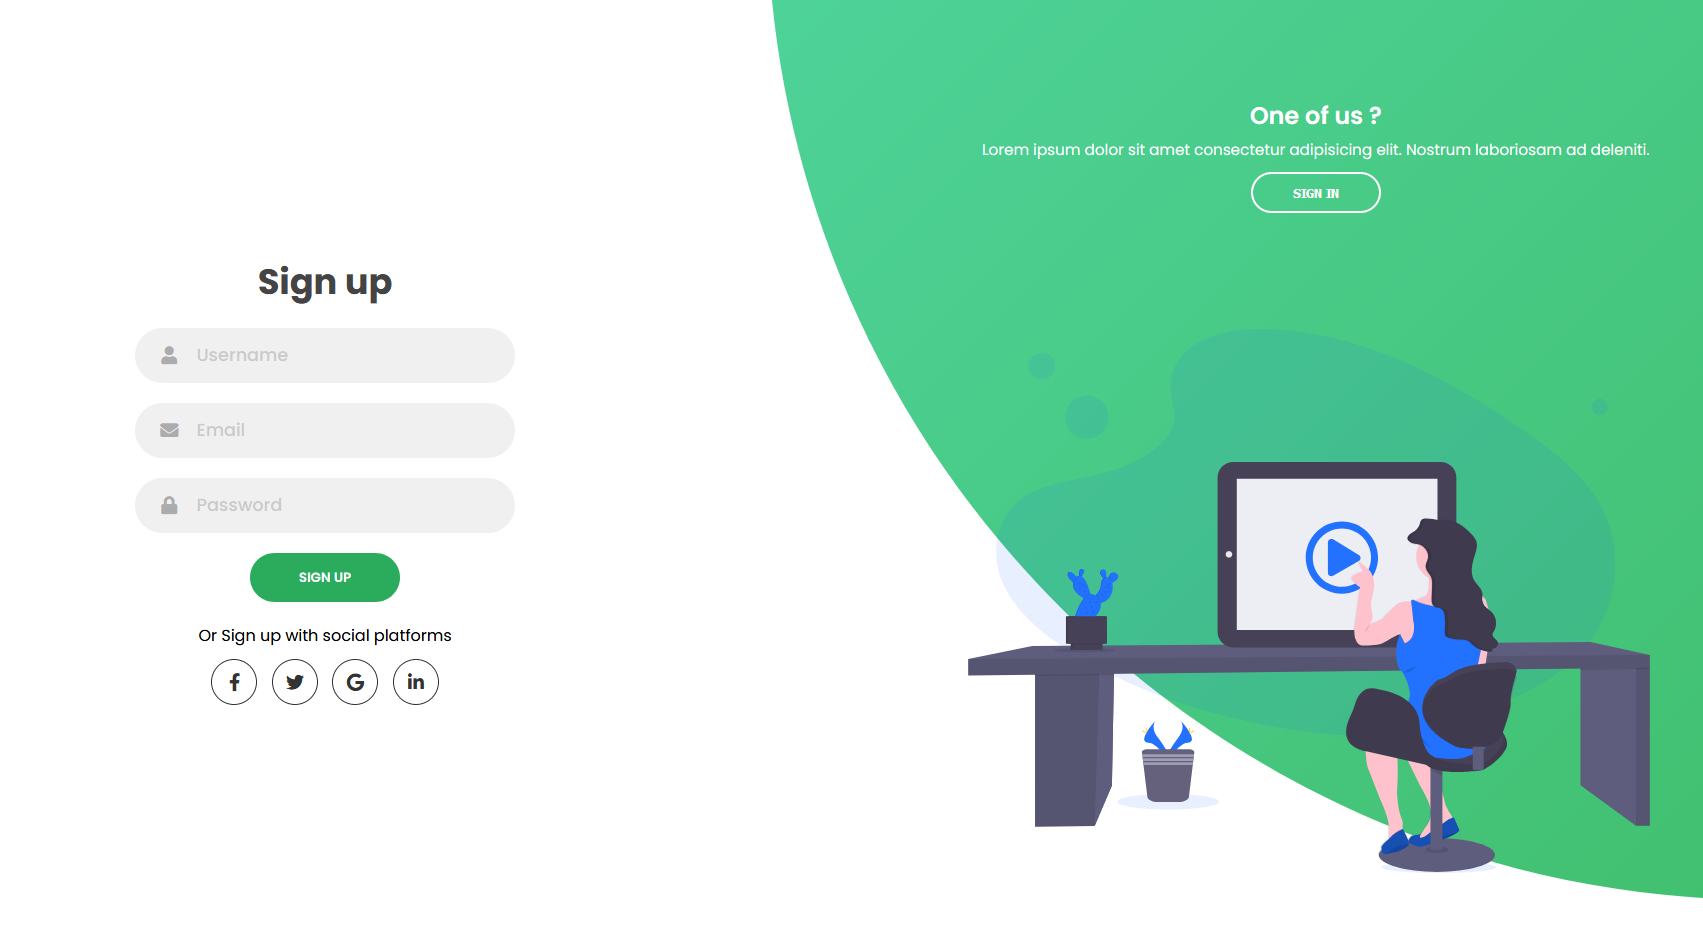 One of us ?
Lorem ipsum dolor sit amet consectetur adipisicing elit. Nostrum laboriosam ad deleniti.
SIGN IN
Sign up
Username
Email
Password
SIGN UP
Or Sign up with social platforms